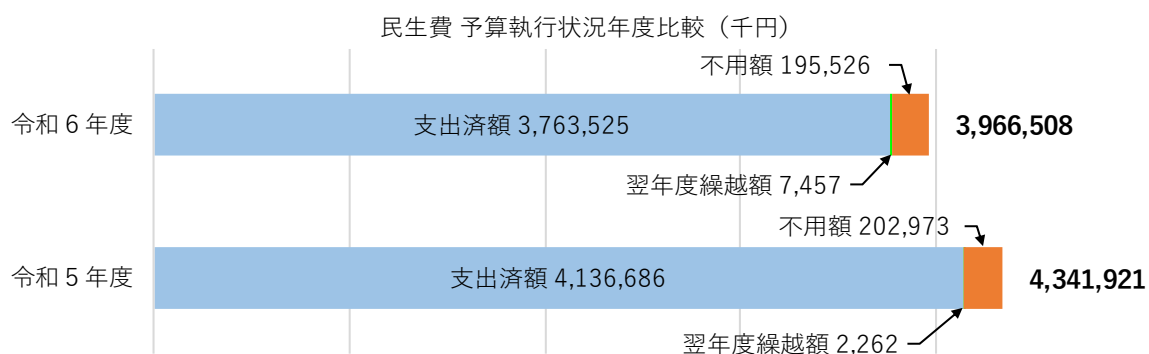 民生費 予算執行状況年度比較（千円）
不用額 195,526
令和６年度
支出済額 3,763,525
3,966,508
翌年度繰越額 7,457
不用額 202,973
令和５年度
支出済額 4,136,686
4,341,921
翌年度繰越額 2,262